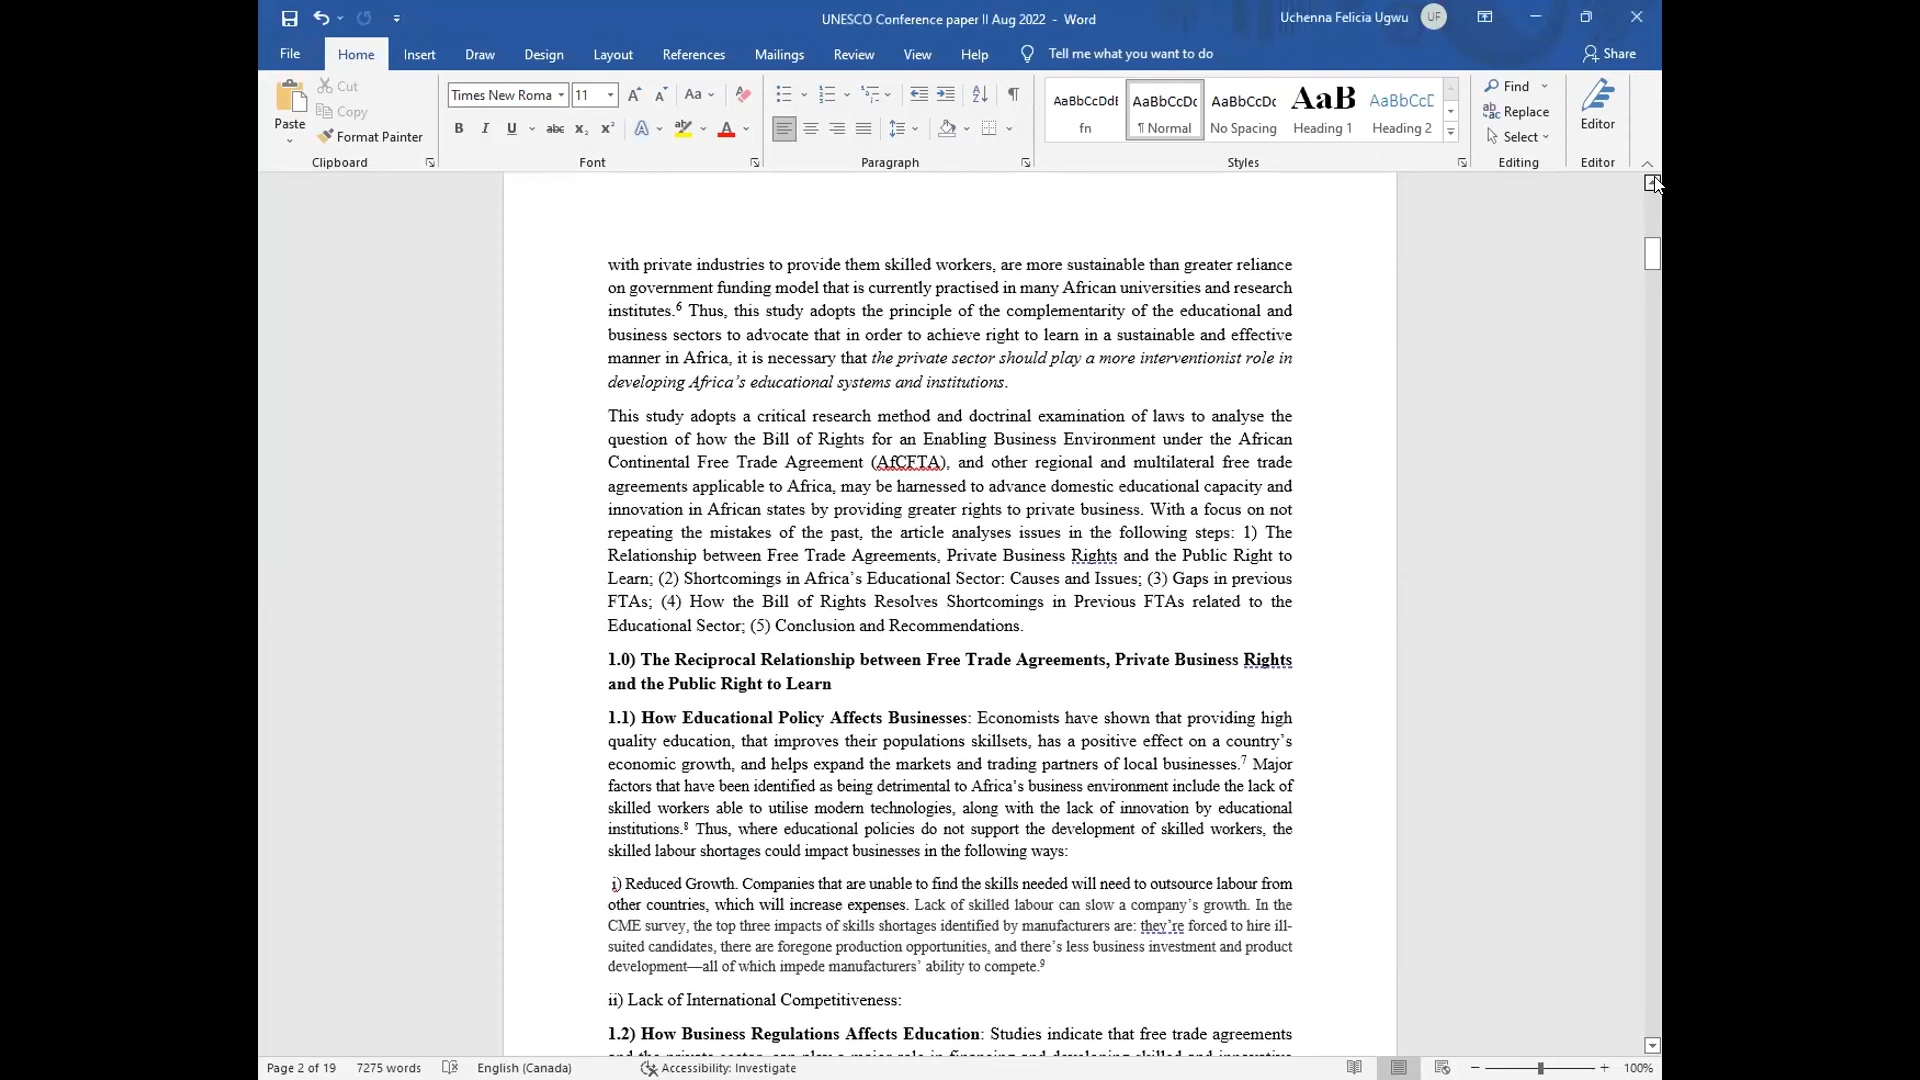 UNESCO Conference paper II Aug 2022 - Word
Uchenna Felicia Ugwu
UF
File
Home
Insert
Draw
Design
Layout
References
Mailings
Review
View
Help
Tell me what you want to do
Share
Paste
Cut
Copy
Format Painter
Clipboard
Times New Roma
11
Font
Paragraph
AaBbCcDdE
fn
AaBbCcDc
¶ Normal
AaBbCcDc
No Spacing
AaB
Heading 1
AaBbCcD
Heading 2
Styles
Find
Replace
Select
Editing
Editor
Editor
with private industries to provide them skilled workers, are more sustainable than greater reliance
on government funding model that is currently practised in many African universities and research
institutes.6 Thus, this study adopts the principle of the complementarity of the educational and
business sectors to advocate that in order to achieve right to learn in a sustainable and effective
manner in Africa, it is necessary that the private sector should play a more interventionist role in
developing Africa's educational systems and institutions.
This study adopts a critical research method and doctrinal examination of laws to analyse the
question of how the Bill of Rights for an Enabling Business Environment under the African
Continental Free Trade Agreement (AfCFTA), and other regional and multilateral free trade
agreements applicable to Africa, may be harnessed to advance domestic educational capacity and
innovation in African states by providing greater rights to private business. With a focus on not
repeating the mistakes of the past, the article analyses issues in the following steps: 1) The
Relationship between Free Trade Agreements, Private Business Rights and the Public Right to
Learn; (2) Shortcomings in Africa's Educational Sector: Causes and Issues; (3) Gaps in previous
FTAs; (4) How the Bill of Rights Resolves Shortcomings in Previous FTAs related to the
Educational Sector; (5) Conclusion and Recommendations.
1.0) The Reciprocal Relationship between Free Trade Agreements, Private Business Rights
and the Public Right to Learn
1.1) How Educational Policy Affects Businesses: Economists have shown that providing high
quality education, that improves their populations skillsets, has a positive effect on a country's
economic growth, and helps expand the markets and trading partners of local businesses.7 Major
factors that have been identified as being detrimental to Africa's business environment include the lack of
skilled workers able to utilise modern technologies, along with the lack of innovation by educational
institutions.8 Thus, where educational policies do not support the development of skilled workers, the
skilled labour shortages could impact businesses in the following ways:
i) Reduced Growth. Companies that are unable to find the skills needed will need to outsource labour from
other countries, which will increase expenses. Lack of skilled labour can slow a company's growth. In the
CME survey, the top three impacts of skills shortages identified by manufacturers are: they're forced to hire ill-
suited candidates, there are foregone production opportunities, and there's less business investment and product
development—all of which impede manufacturers' ability to compete.9
ii) Lack of International Competitiveness:
1.2) How Business Regulations Affects Education: Studies indicate that free trade agreements
and the private sector, can play a major role in financing and developing skilled and innovative
Page 2 of 19
7275 words
English (Canada)
Accessibility: Investigate
100%